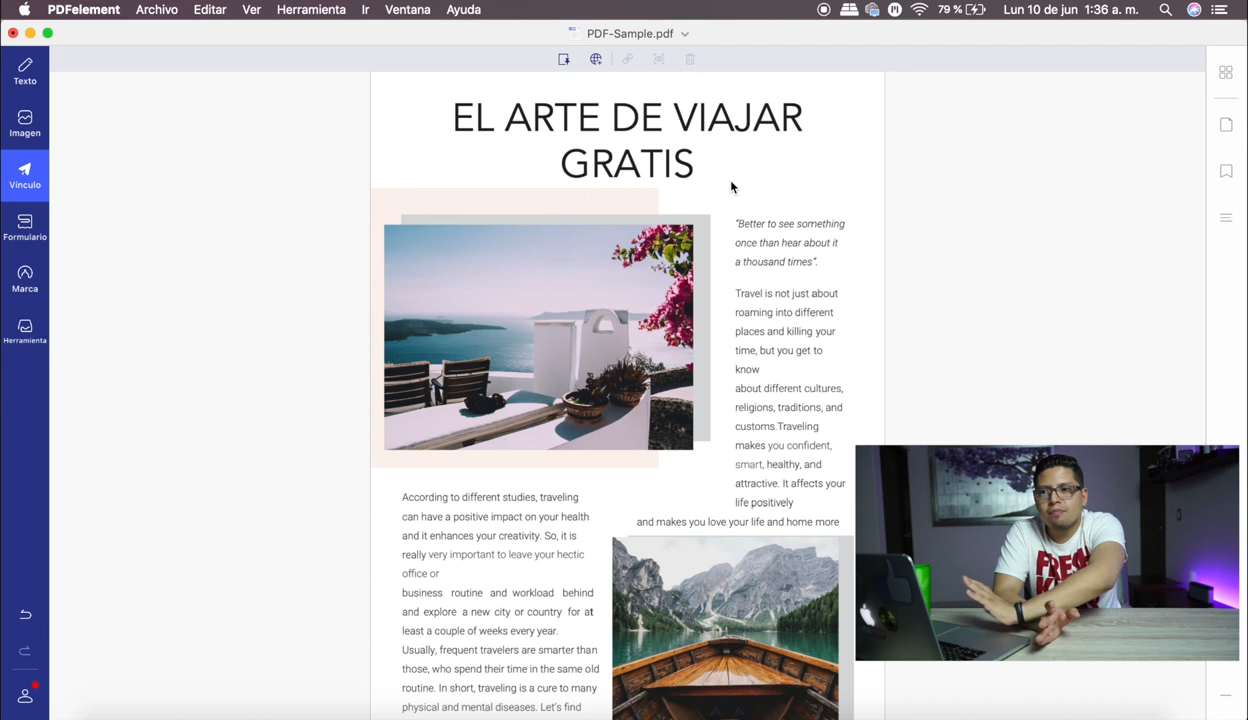 PDFelement Archivo Editar Ver Herramienta Ir Ventana Ayuda 79 % Lun 10 de jun 1:36 a. m.
PDF-Sample.pdf
Texto
Imagen
Vínculo
Formulario
Marca
Herramienta
EL ARTE DE VIAJAR
GRATIS
"Better to see something
once than hear about it
a thousand times".
Travel is not just about
roaming into different
places and killing your
time, but you get to
know
about different cultures,
religions, traditions, and
customs.Traveling
makes you confident,
smart, healthy, and
attractive. It affects your
life positively
and makes you love your life and home more
According to different studies, traveling
can have a positive impact on your health
and it enhances your creativity. So, it is
really very important to leave your hectic
office or
business routine and workload behind
and explore a new city or country for at
least a couple of weeks every year.
Usually, frequent travelers are smarter than
those, who spend their time in the same old
routine. In short, traveling is a cure to many
physical and mental diseases. Let's find